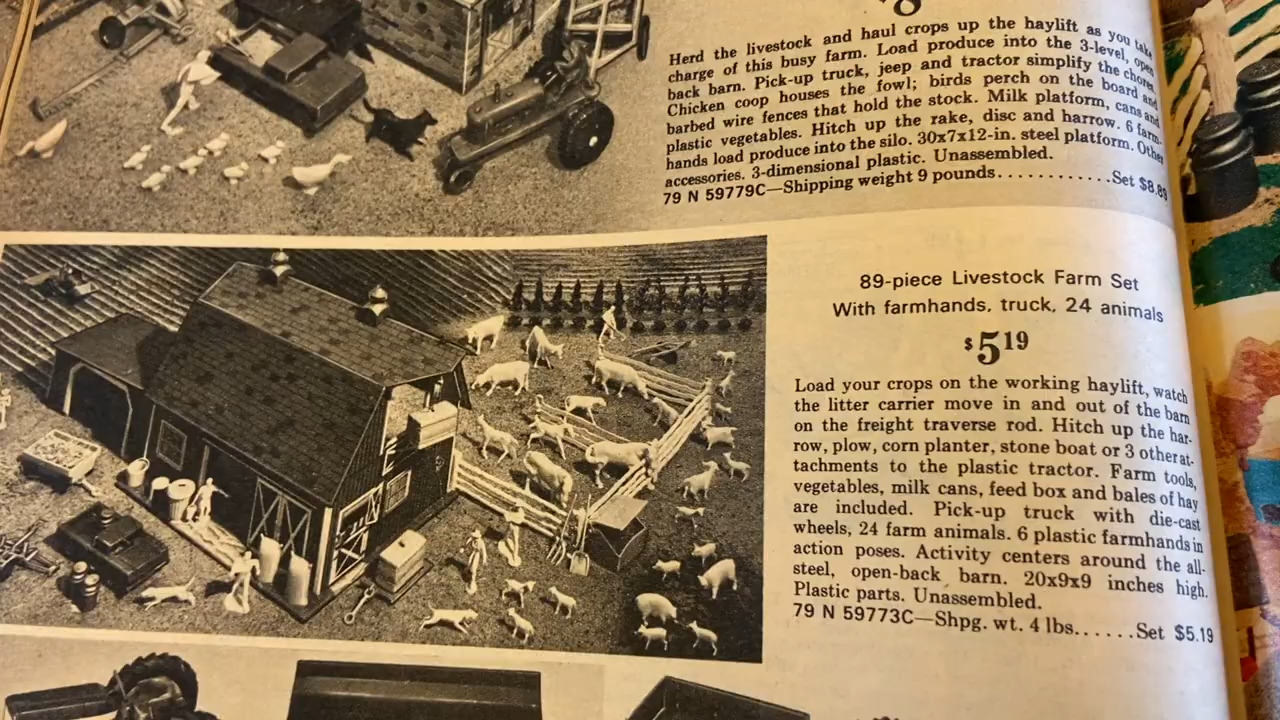 Herd the livestock and haul crops up the haylift as you take
charge of this busy farm. Load produce into the 3-level, open
back barn. Pick-up truck, jeep and tractor simplify the chores.
Chicken coop houses the fowl; birds perch on the board and
barbed wire fences that hold the stock. Milk platform, cans and
plastic vegetables. Hitch up the rake, disc and harrow. 6 farm-
hands load produce into the silo. 30x7x12-in. steel platform. Other
accessories. 3-dimensional plastic. Unassembled.
79 N 59779C—Shipping weight 9 pounds............Set $8.89
89-piece Livestock Farm Set
With farmhands, truck, 24 animals
$5 19
Load your crops on the working haylift, watch
the litter carrier move in and out of the barn
on the freight traverse rod. Hitch up the har-
row, plow, corn planter, stone boat or 3 other at-
tachments to the plastic tractor. Farm tools,
vegetables, milk cans, feed box and bales of hay
are included. Pick-up truck with die-cast
wheels, 24 farm animals. 6 plastic farmhands in
action poses. Activity centers around the all-
steel, open-back barn. 20x9x9 inches high.
Plastic parts. Unassembled.
79 N 59773C—Shpg. wt. 4 lbs......Set $5.19